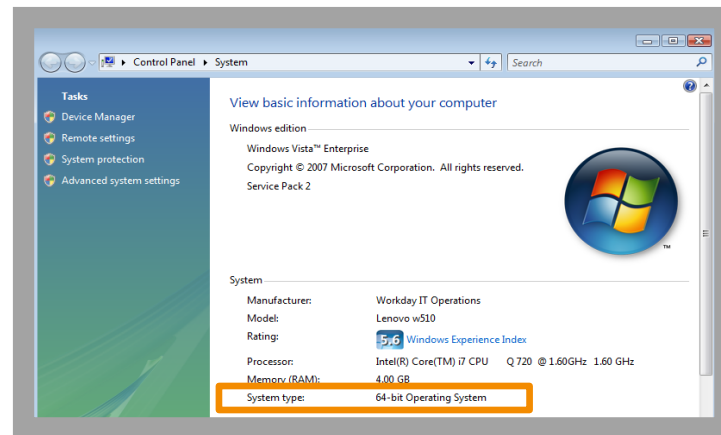 Control Panel System Search
Tasks
Device Manager
Remote settings
System protection
Advanced system settings
View basic information about your computer
Windows edition
Windows Vista™ Enterprise
Copyright © 2007 Microsoft Corporation. All rights reserved.
Service Pack 2
TM
System
Manufacturer: Workday IT Operations
Model: Lenovo w510
Rating: 5.6 Windows Experience Index
Processor: Intel(R) Core(TM) i7 CPU Q 720 @ 1.60GHz 1.60 GHz
Memory (RAM): 4.00 GB
System type: 64-bit Operating System